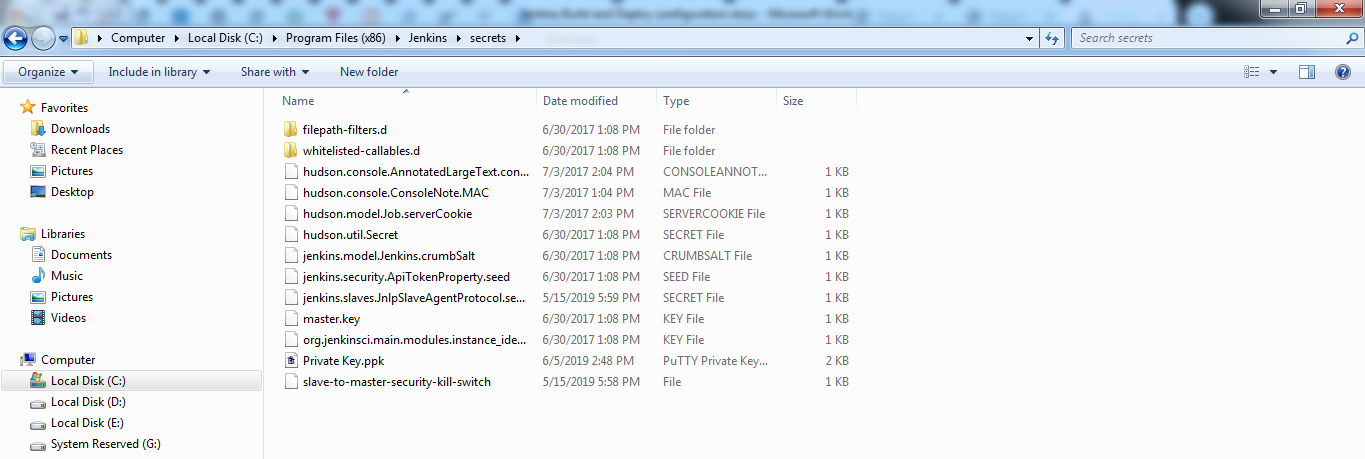 Computer Local Disk (C:) Program Files (x86) Jenkins secrets Search secrets
Organize Include in library Share with New folder
Name Date modified Type Size
Favorites
Downloads
Recent Places
Pictures
Desktop
Libraries
Documents
Music
Pictures
Videos
Computer
Local Disk (C:)
Local Disk (D:)
Local Disk (E:)
System Reserved (G:)
filepath-filters.d 6/30/2017 1:08 PM File folder
whitelisted-callables.d 6/30/2017 1:08 PM File folder
hudson.console.AnnotatedLargeText.con... 7/3/2017 2:04 PM CONSOLEANNOT... 1 KB
hudson.console.ConsoleNote.MAC 7/3/2017 1:04 PM MAC File 1 KB
hudson.model.Job.serverCookie 7/3/2017 2:03 PM SERVERCOOKIE File 1 KB
hudson.util.Secret 6/30/2017 1:08 PM SECRET File 1 KB
jenkins.model.Jenkins.crumbSalt 6/30/2017 1:08 PM CRUMBSALT File 1 KB
jenkins.security.ApiTokenProperty.seed 6/30/2017 1:08 PM SEED File 1 KB
jenkins.slaves.JnlpSlaveAgentProtocol.se... 5/15/2019 5:59 PM SECRET File 1 KB
master.key 6/30/2017 1:08 PM KEY File 1 KB
org.jenkinsci.main.modules.instance_ide... 6/30/2017 1:08 PM KEY File 1 KB
Private Key.ppk 6/5/2019 2:48 PM PuTTY Private Key... 2 KB
slave-to-master-security-kill-switch 5/15/2019 5:58 PM File 1 KB